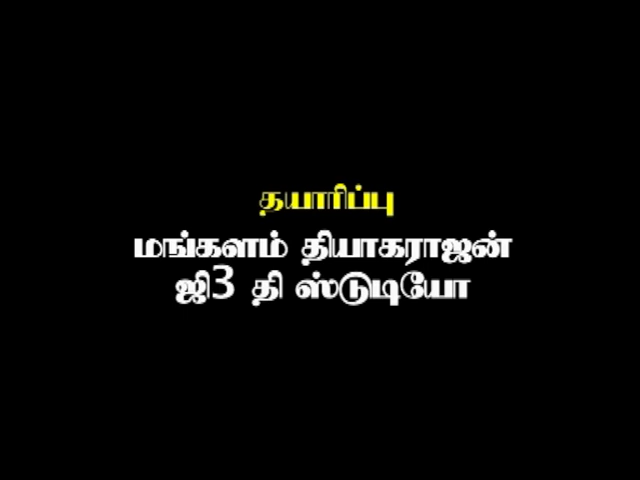 தயாரிப்பு
மங்களம் தியாகராஜன்
ஜி3 தி ஸ்டுடியோ